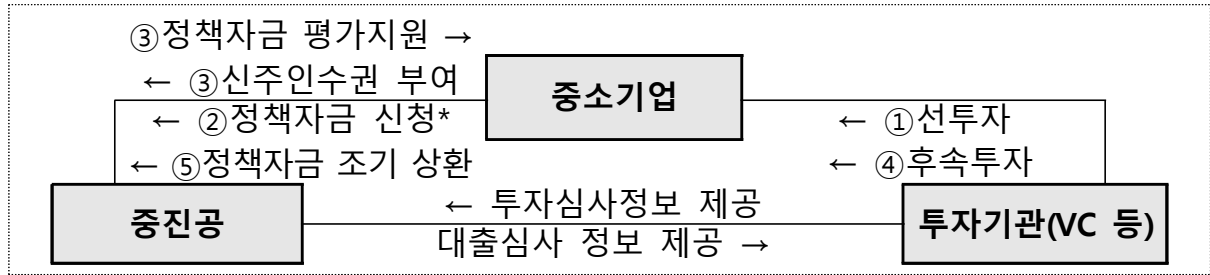 ③정책자금 평가지원 →
← ③신주인수권 부여
중소기업
← ②정책자금 신청*
← ①선투자
← ⑤정책자금 조기 상환
← ④후속투자
중진공
← 투자심사정보 제공
대출심사 정보 제공 →
투자기관(VC 등)